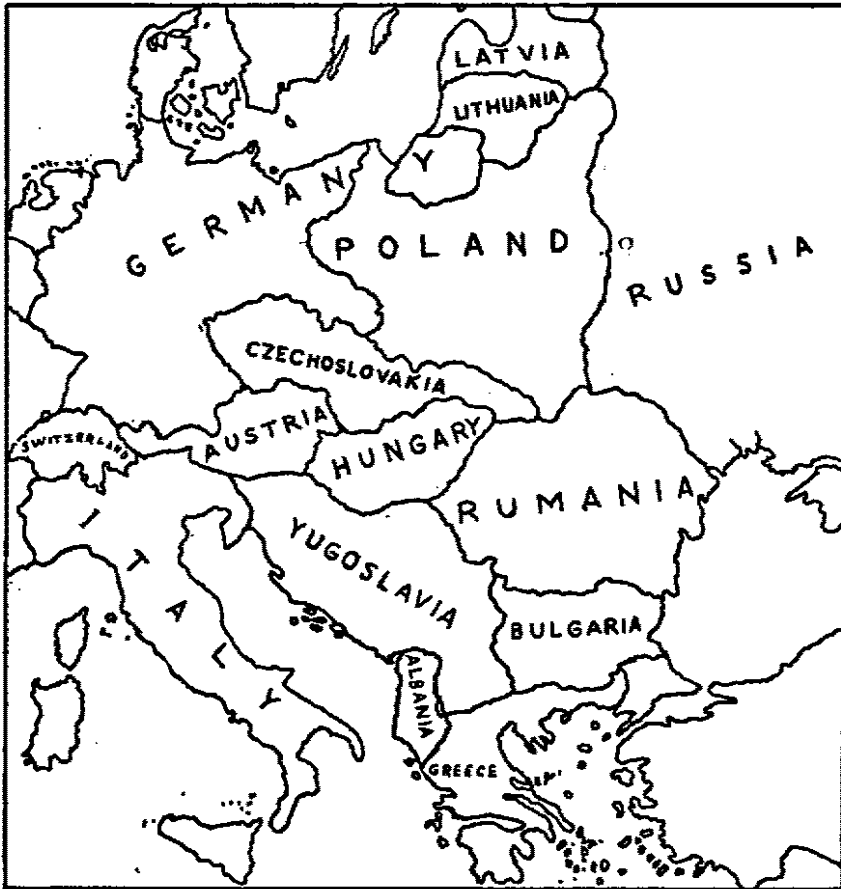 LATVIA
LITHUANIA
GERMANY
POLAND
RUSSIA
CZECHOSLOVAKIA
SWITZERLAND
AUSTRIA
HUNGARY
RUMANIA
ITALY
YUGOSLAVIA
BULGARIA
ALBANIA
GREECE